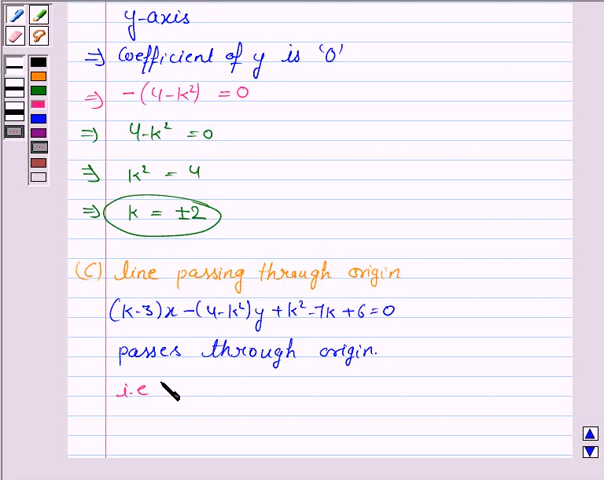 y-axis
⇒ Coefficient of y is '0'
⇒ -(4-k²) = 0
⇒ 4-k² = 0
⇒ k² = 4
⇒ k = ±2
(C) line passing through origin
(k-3)x -(4-k²)y + k²-7k+6=0
passes through origin.
i.e